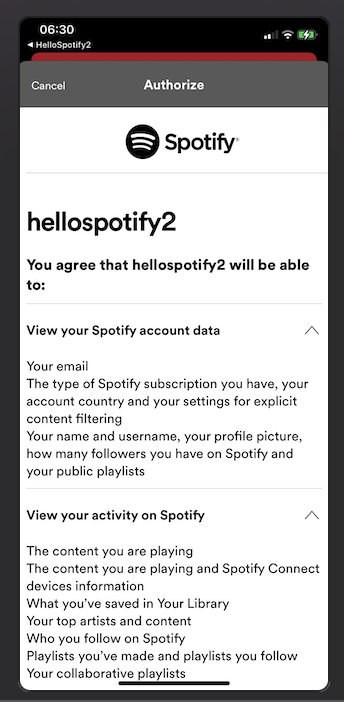 06:30
◀ HelloSpotify2
Cancel
Authorize
Spotify®
hellospotify2
You agree that hellospotify2 will be able
to:
View your Spotify account data
Your email
The type of Spotify subscription you have, your
account country and your settings for explicit
content filtering
Your name and username, your profile picture,
how many followers you have on Spotify and
your public playlists
View your activity on Spotify
The content you are playing
The content you are playing and Spotify Connect
devices information
What you’ve saved in Your Library
Your top artists and content
Who you follow on Spotify
Playlists you’ve made and playlists you follow
Your collaborative playlists